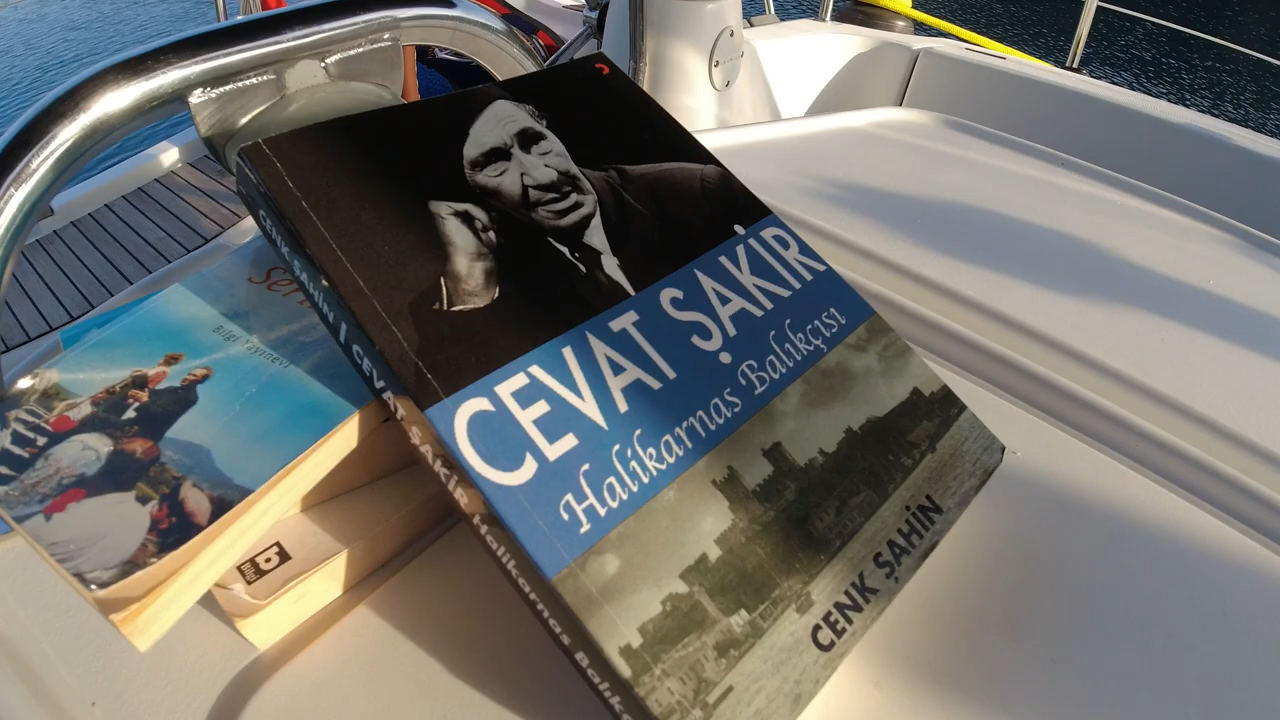 CEVAT ŞAKİR
Halikarnas Balıkçısı
CENK ŞAHİN
CENK ŞAHİN | CEVAT ŞAKİR Halikarnas Balıkç
Bilgi Yayınevi
b
Bilgi